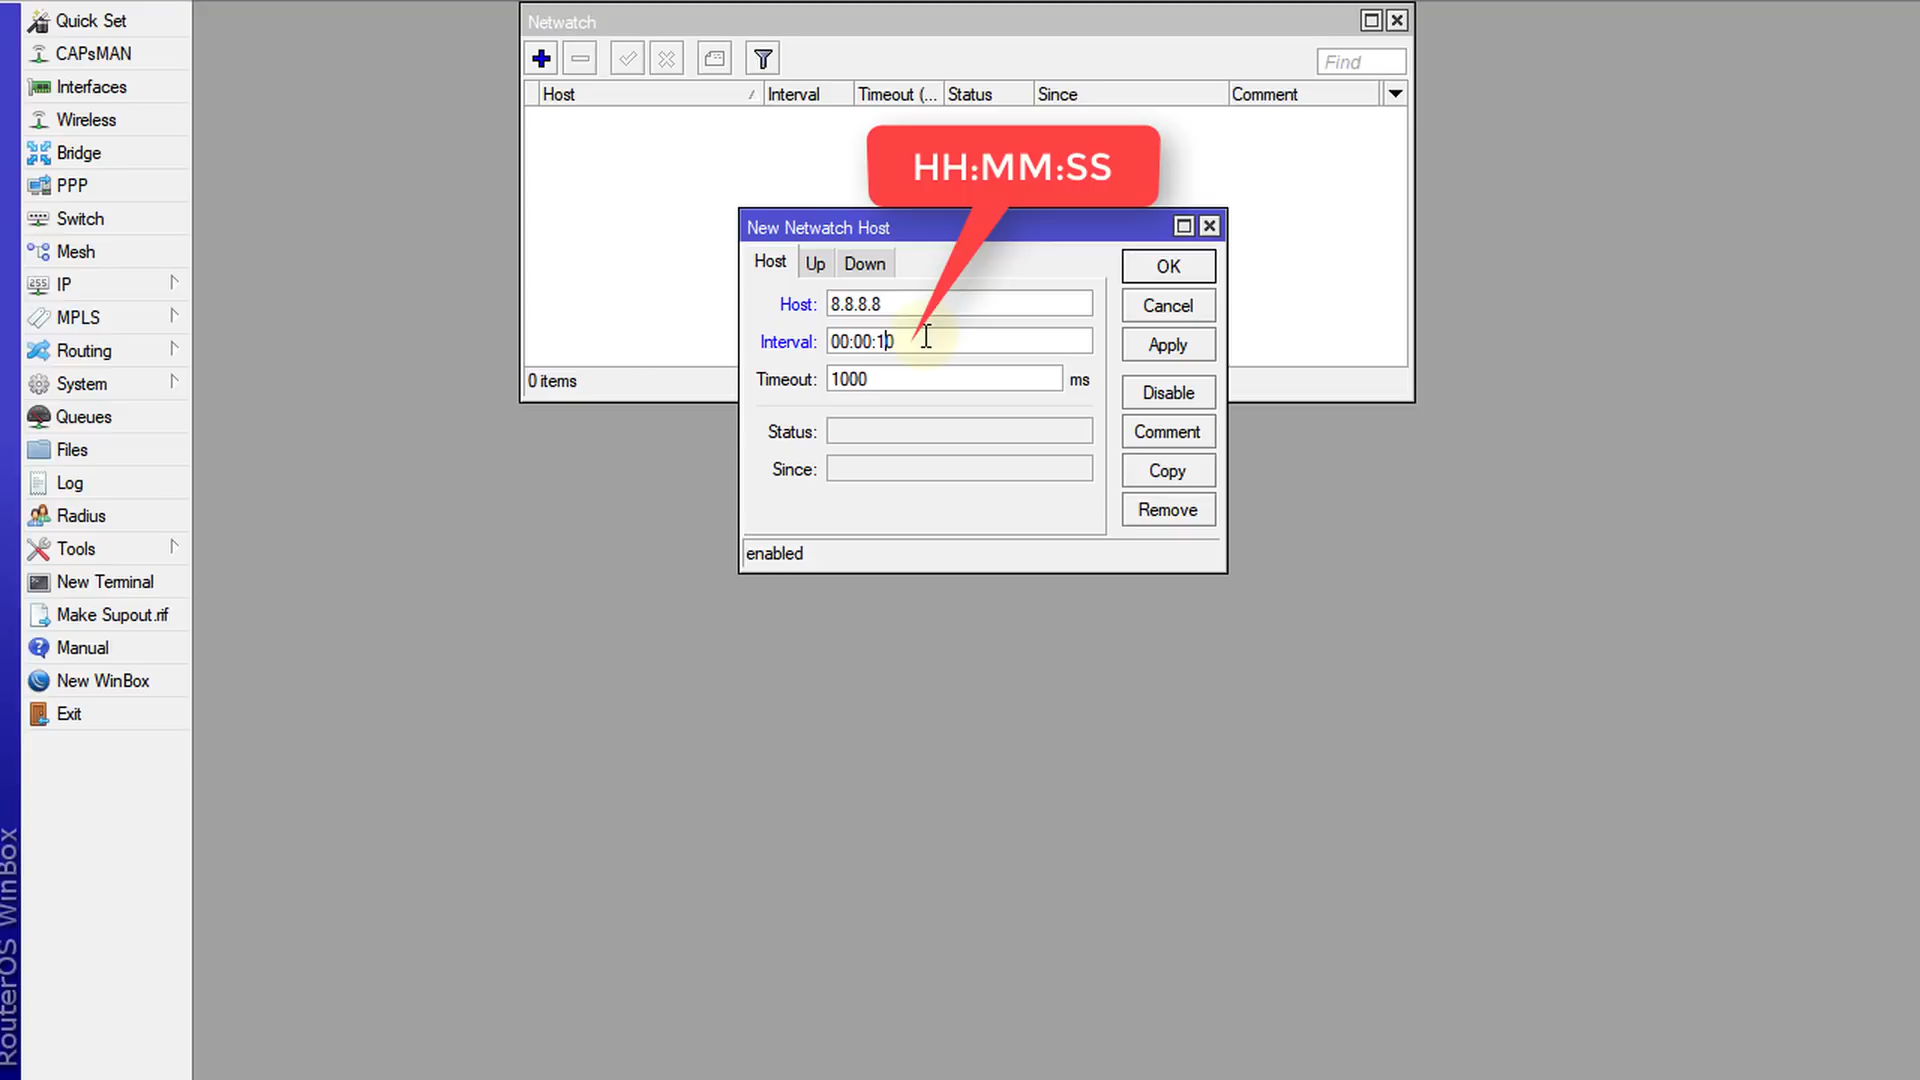 Quick Set
CAPsMAN
Interfaces
Wireless
Bridge
PPP
Switch
Mesh
IP
MPLS
Routing
System
Queues
Files
Log
Radius
Tools
New Terminal
Make Supout.rif
Manual
New WinBox
Exit
RouterOS WinBox
Netwatch
Find
Host Interval Timeout (... Status Since Comment
HH:MM:SS
0 items
New Netwatch Host
Host Up Down
Host: 8.8.8.8
Interval: 00:00:10
Timeout: 1000 ms
Status:
Since:
OK
Cancel
Apply
Disable
Comment
Copy
Remove
enabled